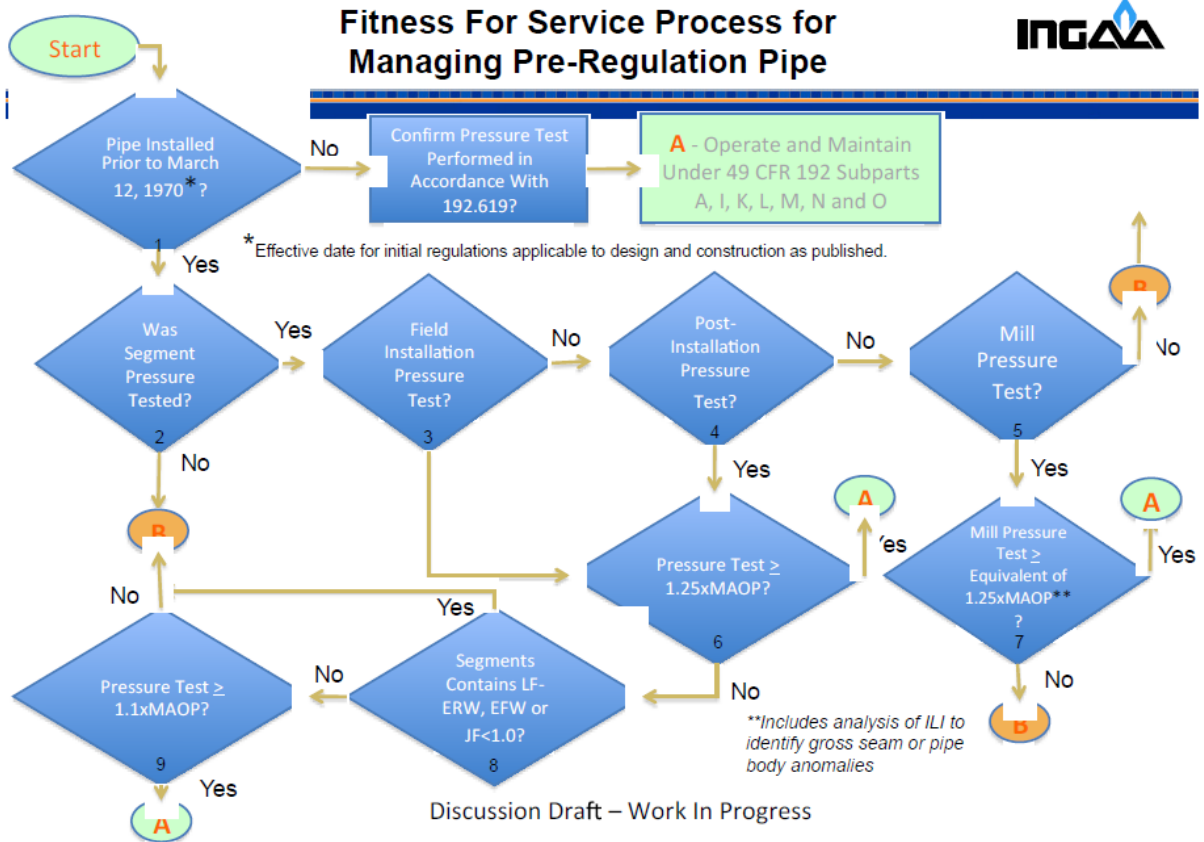 Fitness For Service Process for
Managing Pre-Regulation Pipe
INGAA
Start
Pipe Installed
Prior to March
12, 1970*?
1
No
Confirm Pressure Test
Performed in
Accordance With
192.619?
A - Operate and Maintain
Under 49 CFR 192 Subparts
A, I, K, L, M, N and O
*Effective date for initial regulations applicable to design and construction as published.
Yes
Was
Segment
Pressure
Tested?
2
Yes
Field
Installation
Pressure
Test?
3
No
Post-
Installation
Pressure
Test?
4
No
Mill
Pressure
Test?
5
No
B
No
B
Yes
Pressure Test ≥
1.25xMAOP?
6
A
Yes
Yes
Mill Pressure
Test ≥
Equivalent of
1.25xMAOP**
?
7
A
Yes
No
B
No
Segments
Contains LF-
ERW, EFW or
JF<1.0?
8
Yes
No
Pressure Test ≥
1.1xMAOP?
9
No
Yes
A
**Includes analysis of ILI to
identify gross seam or pipe
body anomalies
Discussion Draft – Work In Progress